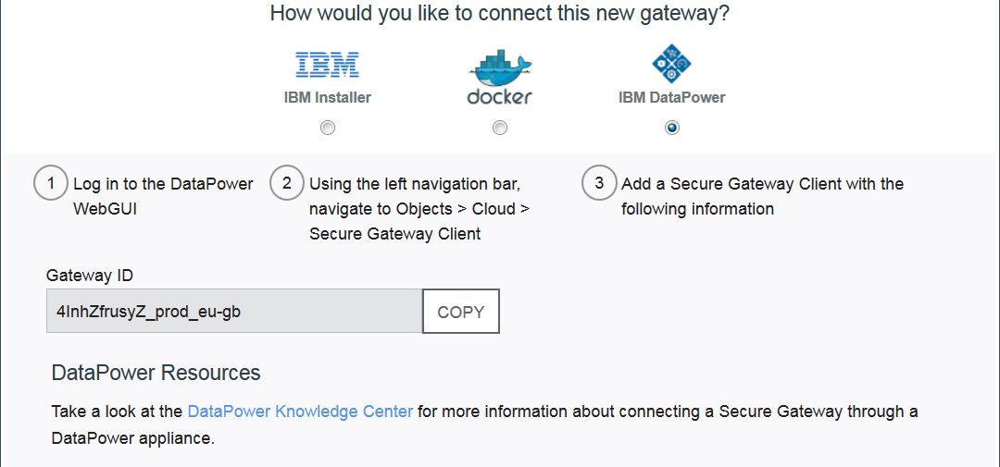 How would you like to connect this new gateway?
IBM
docker
IBM Installer
IBM DataPower
1 Log in to the DataPower
WebGUI
2 Using the left navigation bar,
navigate to Objects > Cloud >
Secure Gateway Client
3 Add a Secure Gateway Client with the
following information
Gateway ID
4InhZfrusyZ_prod_eu-gb
COPY
DataPower Resources
Take a look at the DataPower Knowledge Center for more information about connecting a Secure Gateway through a
DataPower appliance.